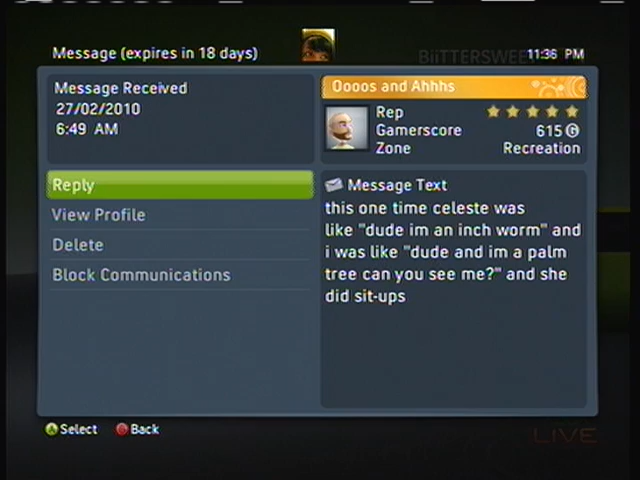 Message (expires in 18 days)
BiiTTERSWEE
11:36 PM
Message Received
27/02/2010
6:49 AM
Oooos and Ahhhs
Rep
Gamerscore 615 G
Zone Recreation
Reply
View Profile
Delete
Block Communications
Message Text
this one time celeste was
like "dude im an inch worm" and
i was like "dude and im a palm
tree can you see me?" and she
did sit-ups
A Select B Back
LIVE